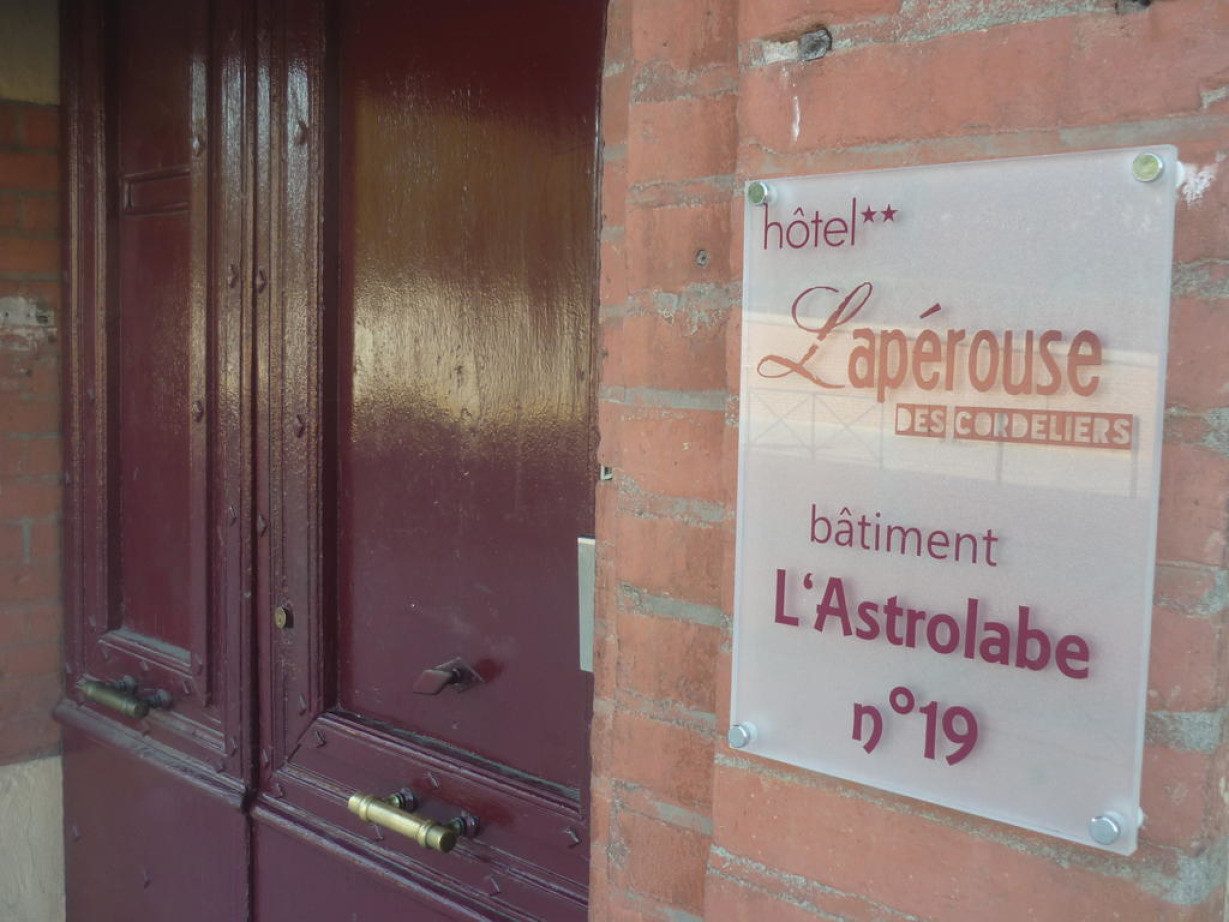 hôtel★★
Lapérouse
DES CORDELIERS
bâtiment
L'Astrolabe
n°19